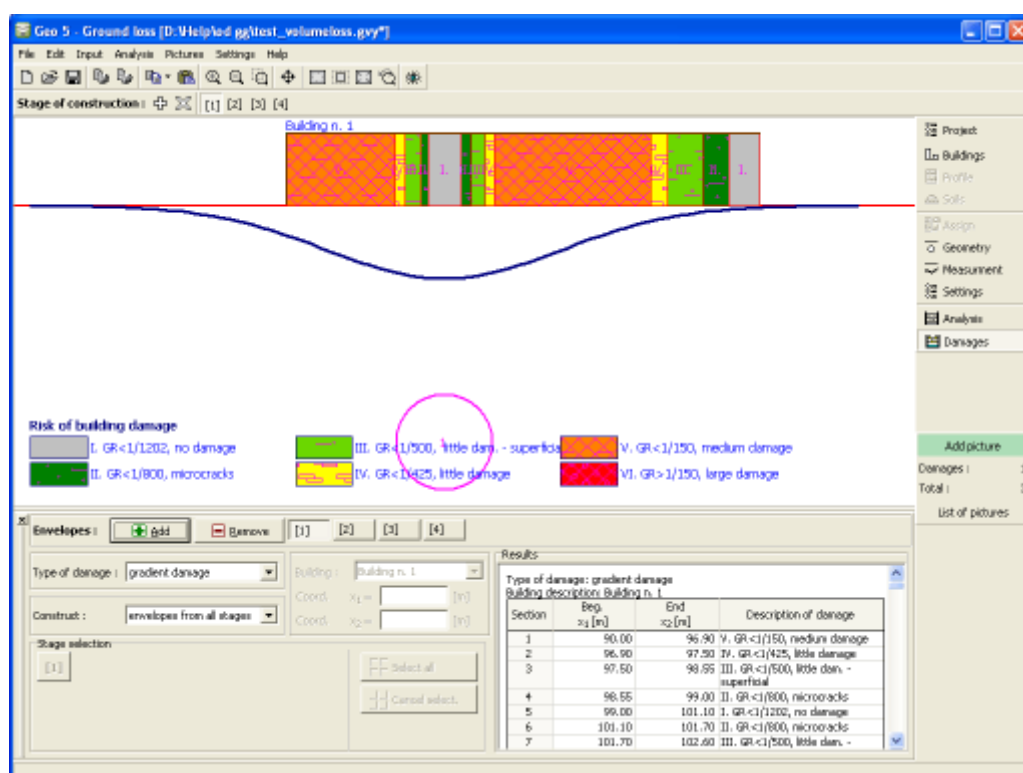 Geo 5 - Ground loss [D:\Help\od gg\test_volumeloss.gvy*]
File Edit Input Analysis Pictures Settings Help
Stage of construction : [1] [2] [3] [4]
Building n. 1
I. I.
Risk of building damage
I. GR<1/1202, no damage
III. GR<1/500, little dam. - superficial
V. GR<1/150, medium damage
II. GR<1/800, microcracks
IV. GR<1/425, little damage
VI. GR>1/150, large damage
Project
Buildings
Profile
Soils
Assign
Geometry
Measurment
Settings
Analysis
Damages
Add picture
Damages :
Total :
List of pictures
Envelopes : Add Remove [1] [2] [3] [4]
Type of damage : gradient damage
Construct : envelopes from all stages
Building : Building n. 1
Coord. x1 = [m]
Coord. x2 = [m]
Stage selection
[1]
Select all
Cancel select.
Results
Type of damage: gradient damage
Building description: Building n. 1
Section Beg. x1 [m] End x2 [m] Description of damage
1 90.00 96.90 V. GR<1/150, medium damage
2 96.90 97.50 IV. GR<1/425, little damage
3 97.50 98.55 III. GR<1/500, little dam. -
superficial
4 98.55 99.00 II. GR<1/800, microcracks
5 99.00 101.10 I. GR<1/1202, no damage
6 101.10 101.70 II. GR<1/800, microcracks
7 101.70 102.60 III. GR<1/500, little dam. -